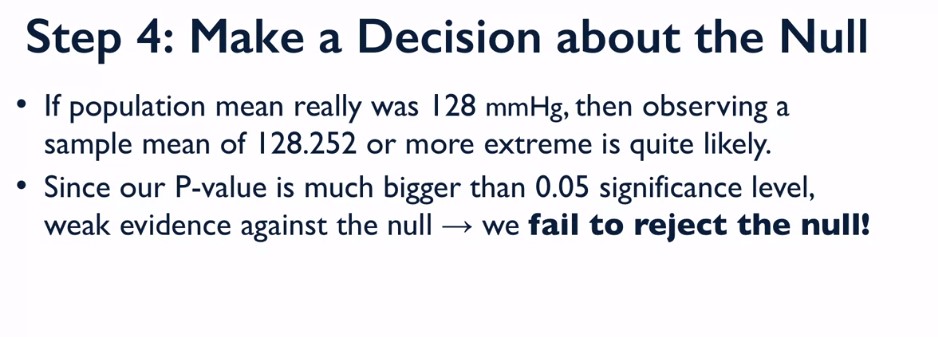 Step 4: Make a Decision about the Null
• If population mean really was 128 mmHg, then observing a
sample mean of 128.252 or more extreme is quite likely.
• Since our P-value is much bigger than 0.05 significance level,
weak evidence against the null → we fail to reject the null!